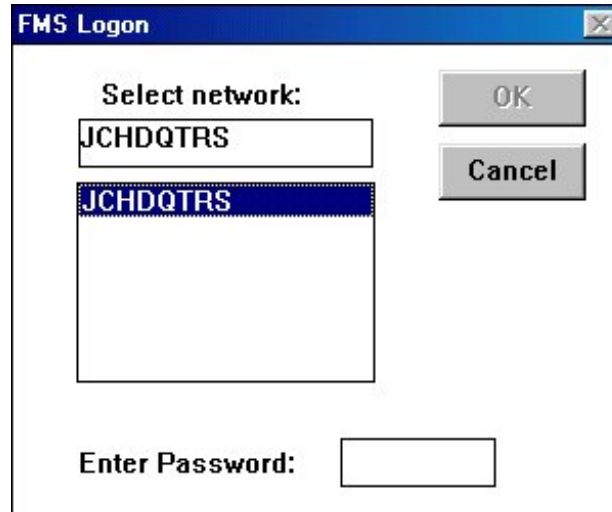 FMS Logon
Select network:
JCHDQTRS
JCHDQTRS
OK
Cancel
Enter Password: